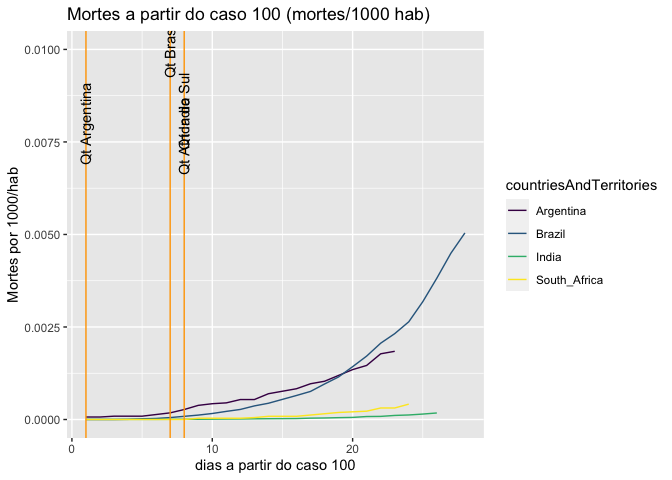 Mortes a partir do caso 100 (mortes/1000 hab)
Mortes por 1000/hab
0.0100
0.0075
0.0050
0.0025
0.0000
Qt Argentina
Qt Bras
Qt
do Sul
0
10
20
dias a partir do caso 100
countriesAndTerritories
Argentina
Brazil
India
South_Africa